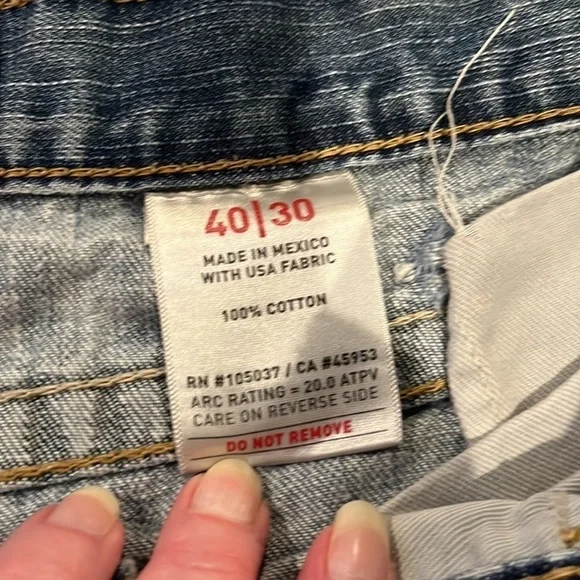 40|30
MADE IN MEXICO
WITH USA FABRIC
100% COTTON
RN #105037 / CA #45953
ARC RATING = 20.0 ATPV
CARE ON REVERSE SIDE
DO NOT REMOVE